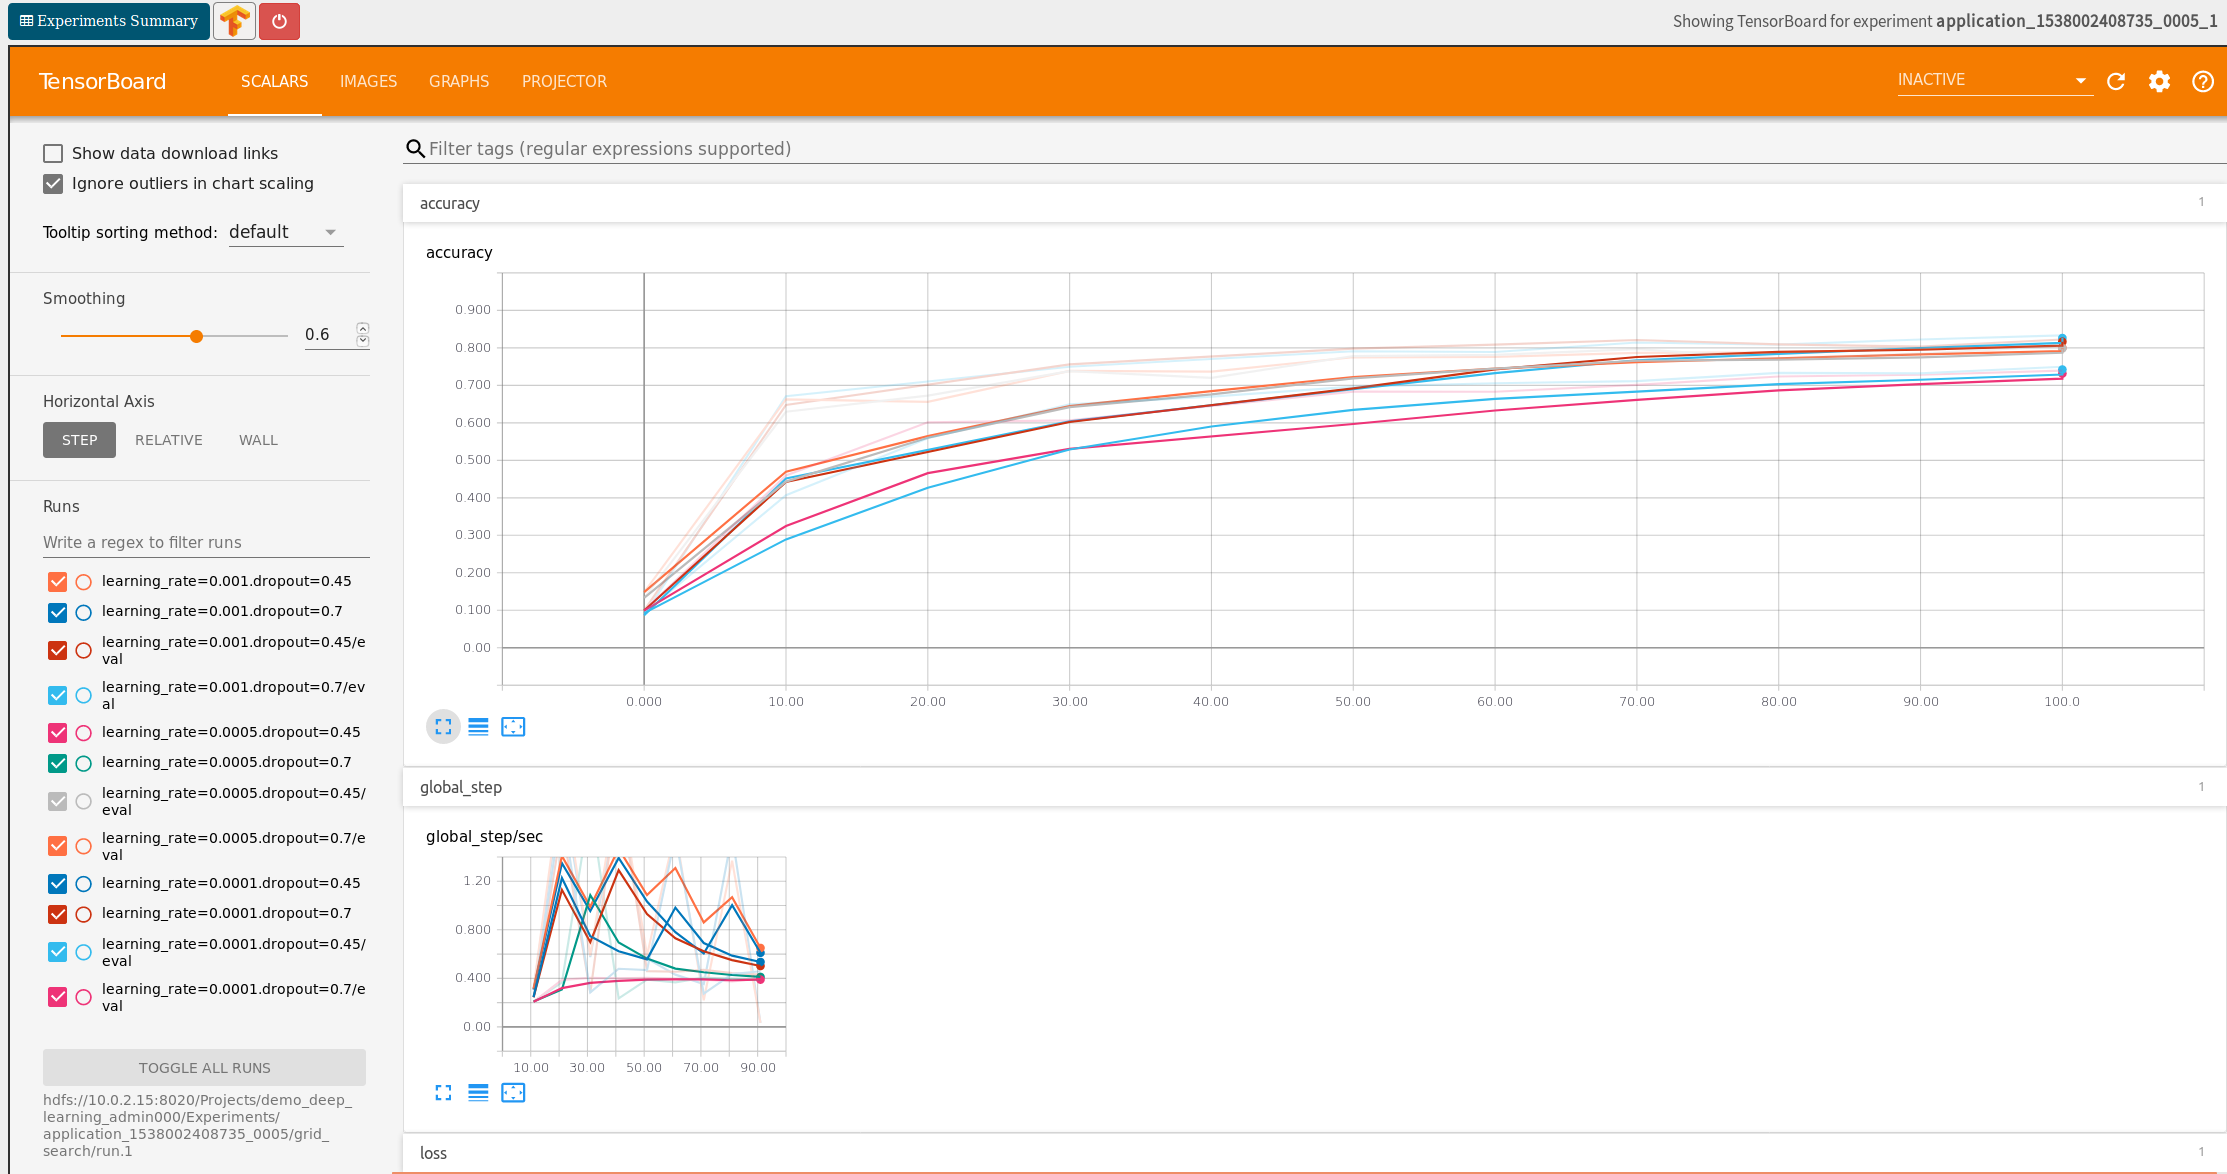 Experiments Summary
Showing TensorBoard for experiment application_1538002408735_0005_1
TensorBoard
SCALARS
IMAGES
GRAPHS
PROJECTOR
INACTIVE
Show data download links
Ignore outliers in chart scaling
Tooltip sorting method: default
Smoothing
0.6
Horizontal Axis
STEP
RELATIVE
WALL
Runs
Write a regex to filter runs
learning_rate=0.001.dropout=0.45
learning_rate=0.001.dropout=0.7
learning_rate=0.001.dropout=0.45/e
val
learning_rate=0.001.dropout=0.7/ev
al
learning_rate=0.0005.dropout=0.45
learning_rate=0.0005.dropout=0.7
learning_rate=0.0005.dropout=0.45/
eval
learning_rate=0.0005.dropout=0.7/e
val
learning_rate=0.0001.dropout=0.45
learning_rate=0.0001.dropout=0.7
learning_rate=0.0001.dropout=0.45/
eval
learning_rate=0.0001.dropout=0.7/e
val
TOGGLE ALL RUNS
hdfs://10.0.2.15:8020/Projects/demo_deep_
learning_admin000/Experiments/
application_1538002408735_0005/grid_
search/run.1
Filter tags (regular expressions supported)
accuracy
1
accuracy
0.900
0.800
0.700
0.600
0.500
0.400
0.300
0.200
0.100
0.00
0.000 10.00 20.00 30.00 40.00 50.00 60.00 70.00 80.00 90.00 100.0
global_step
1
global_step/sec
1.20
0.800
0.400
0.00
10.00 30.00 50.00 70.00 90.00
loss
1